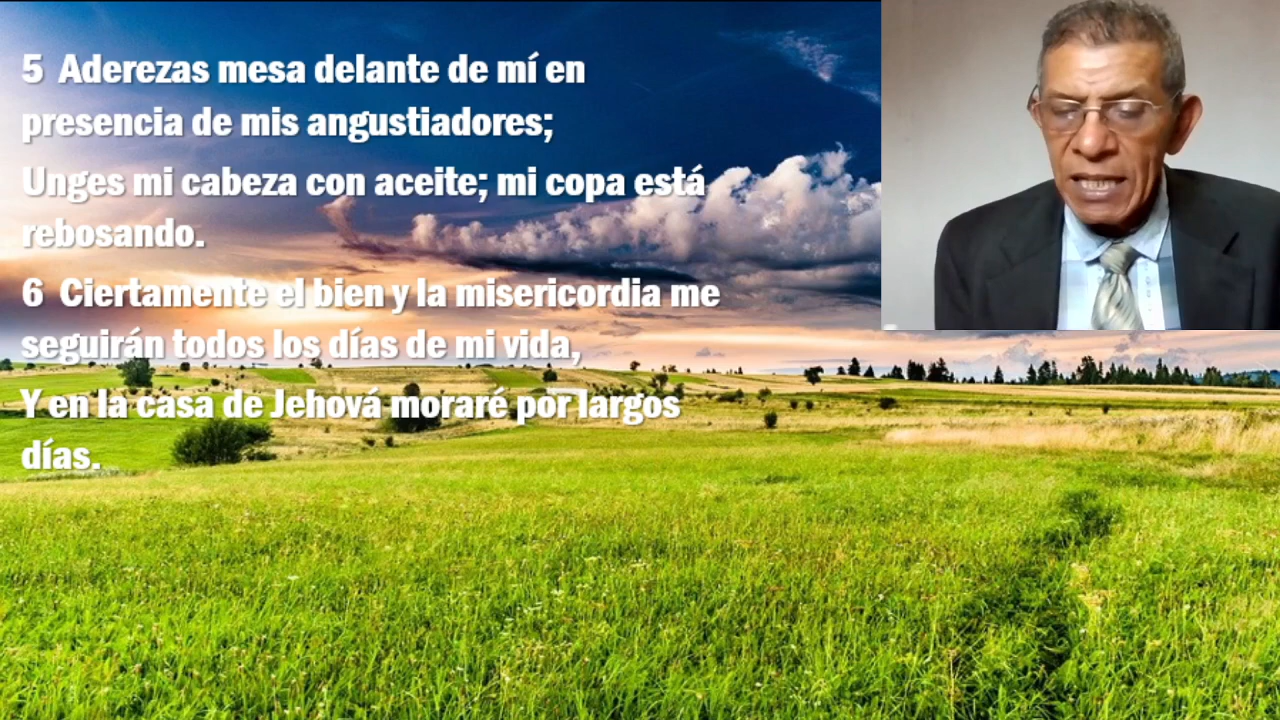 5 Aderezas mesa delante de mí en
presencia de mis angustiadores;
Unges mi cabeza con aceite; mi copa está
rebosando.
6 Ciertamente el bien y la misericordia me
seguirán todos los días de mi vida,
Y en la casa de Jehová moraré por largos
días.